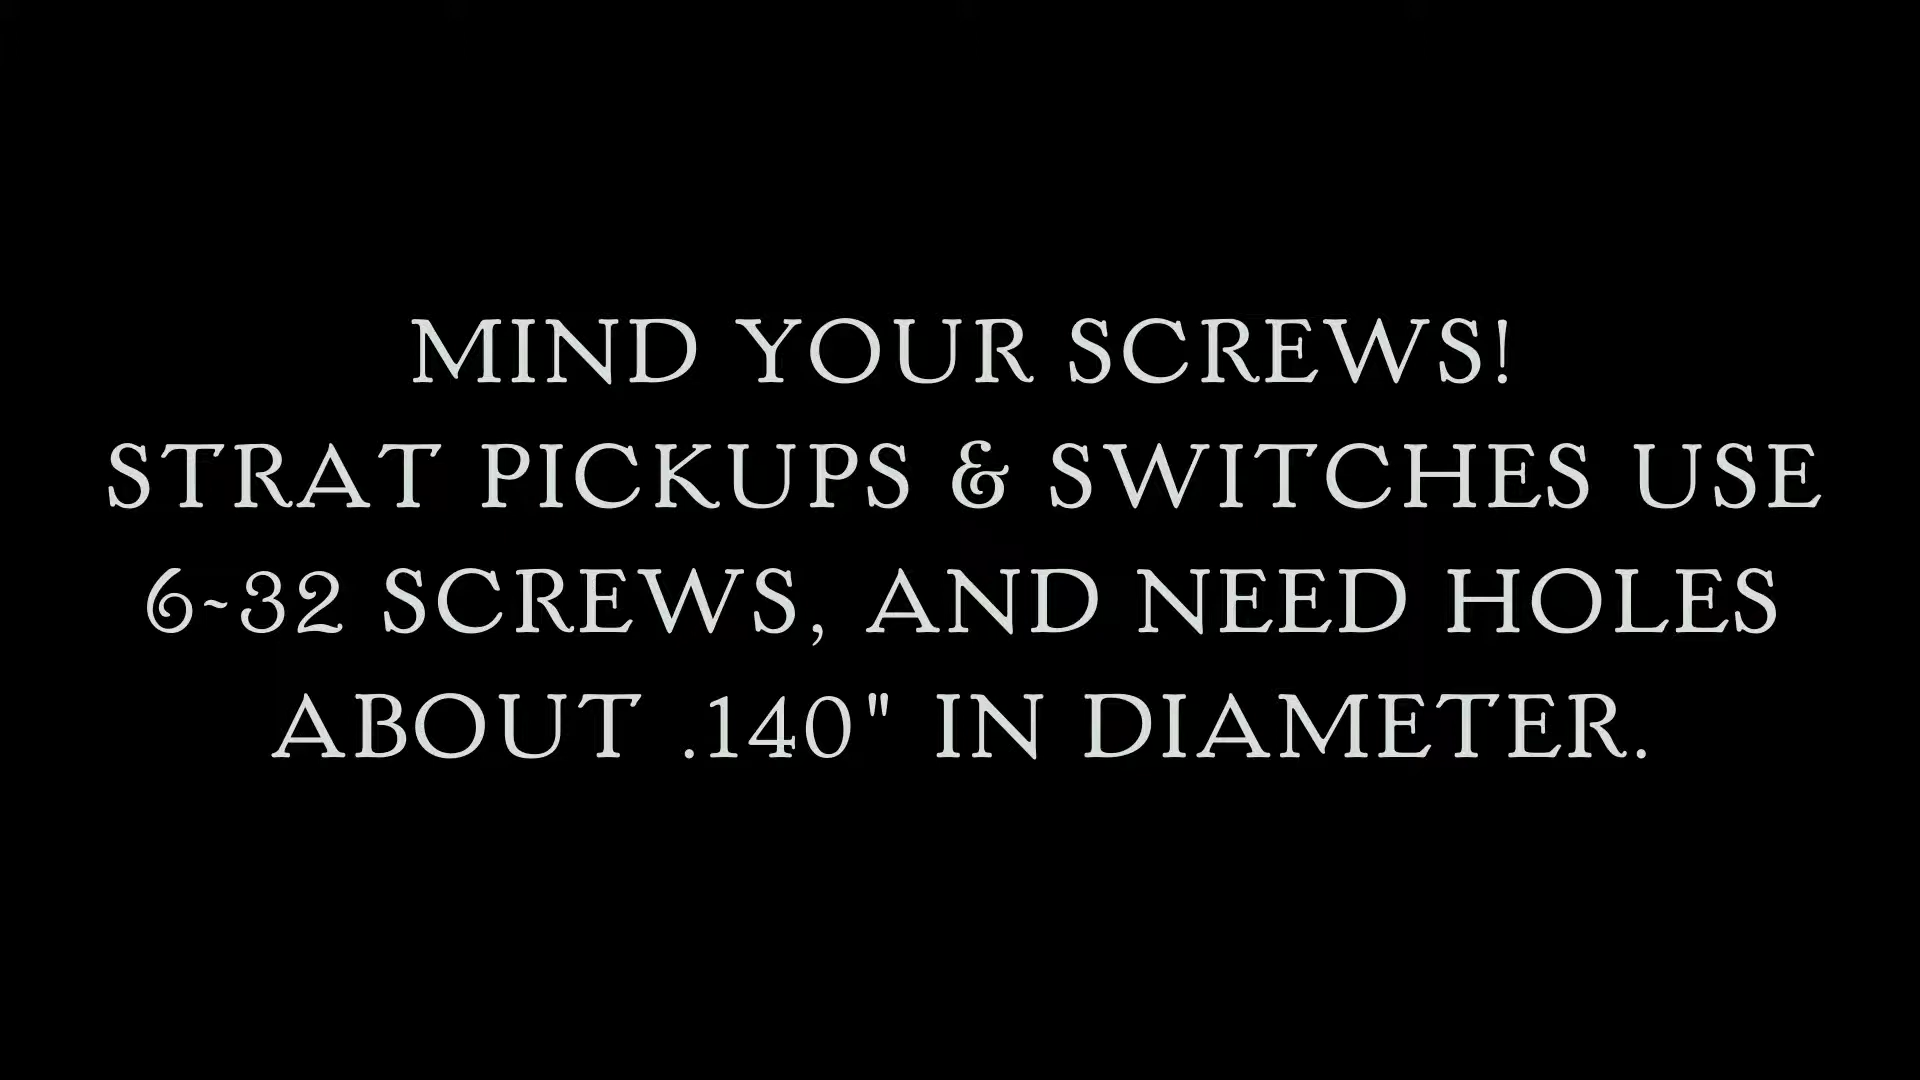 MIND YOUR SCREWS!
STRAT PICKUPS & SWITCHES USE
6-32 SCREWS, AND NEED HOLES
ABOUT .140" IN DIAMETER.